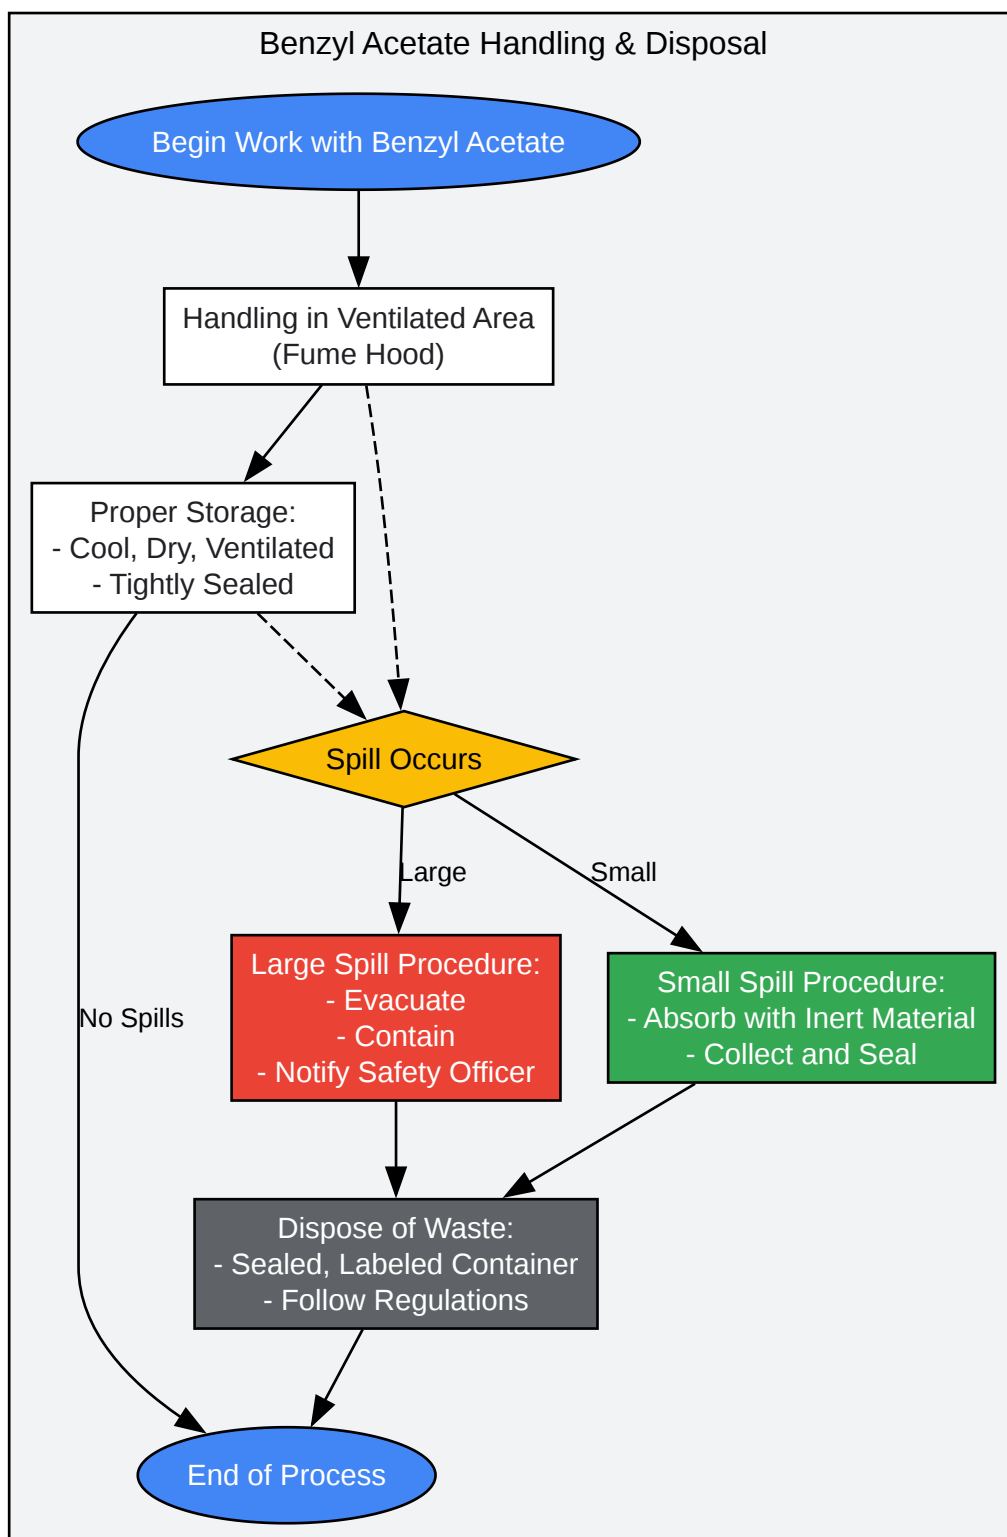 Benzyl Acetate Handling & Disposal
Begin Work with Benzyl Acetate
Handling in Ventilated Area
(Fume Hood)
Proper Storage:
- Cool, Dry, Ventilated
- Tightly Sealed
Spill Occurs
Large
Small
Large Spill Procedure:
- Evacuate
- Contain
- Notify Safety Officer
Small Spill Procedure:
- Absorb with Inert Material
- Collect and Seal
No Spills
Dispose of Waste:
- Sealed, Labeled Container
- Follow Regulations
End of Process